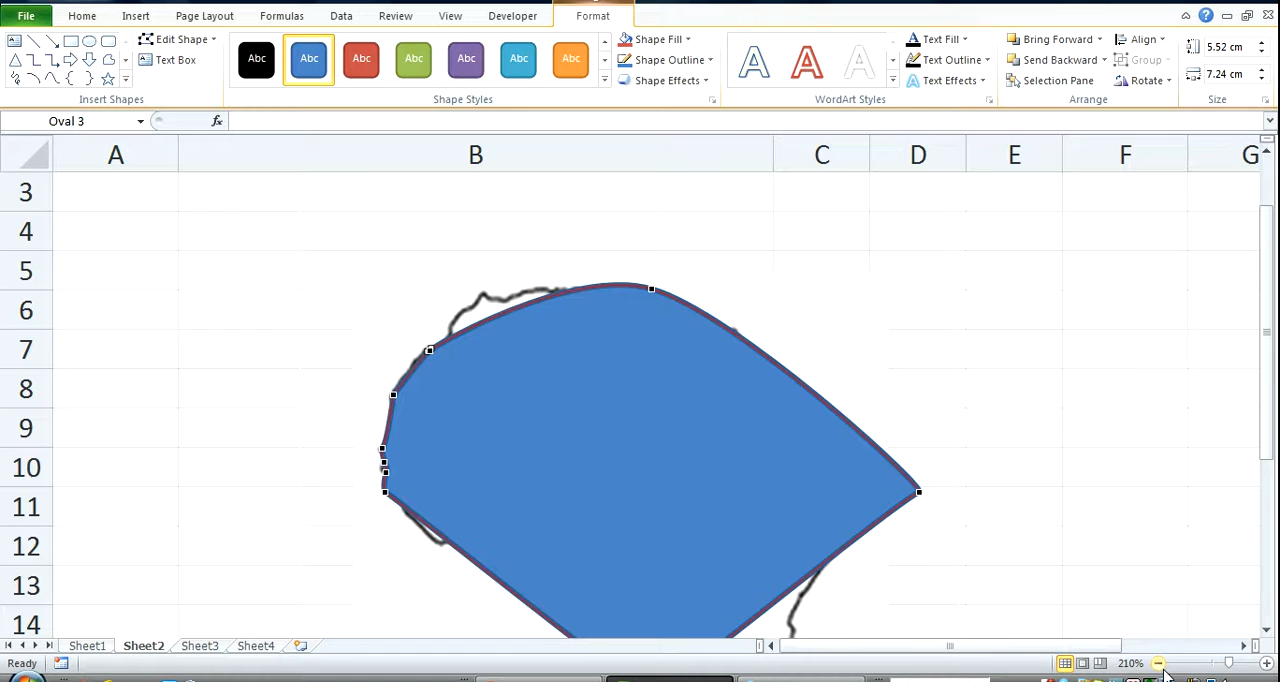 File Home Insert Page Layout Formulas Data Review View Developer Format
Edit Shape Abc Abc Abc Abc Abc Abc Abc Shape Fill Text Fill Bring Forward Align 5.52 cm
Text Box Shape Outline Text Outline Send Backward Group
Shape Effects Text Effects Selection Pane Rotate 7.24 cm
Insert Shapes Shape Styles WordArt Styles Arrange Size
Oval 3 fx
A B C D E F G
3
4
5
6
7
8
9
10
11
12
13
14
Sheet1 Sheet2 Sheet3 Sheet4
Ready 210%